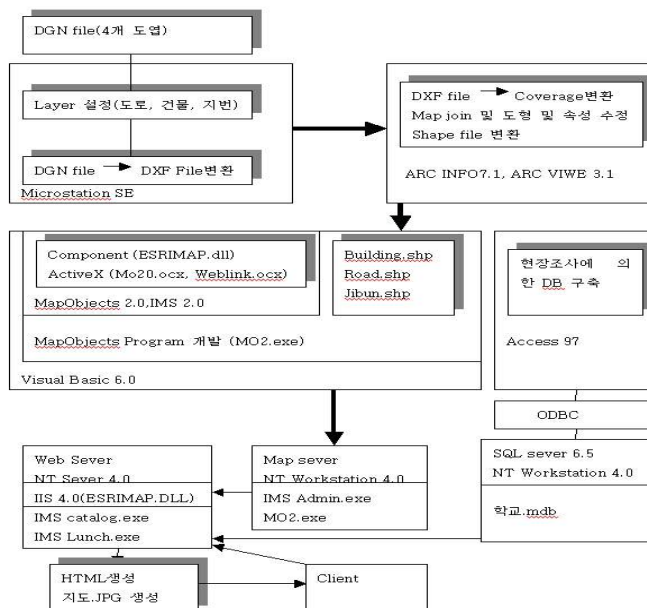 DGN file(4개 도엽)
Layer 설정(도로, 건물, 지번)
DGN file DXF File변환
Microstation SE
DXF file Coverage변환
Map join 및 도형 및 속성 수정
Shape file 변환
ARC INFO7.1, ARC VIWE 3.1
Component (ESRIMAP.dll)
ActiveX (Mo20.ocx, Weblink.ocx)
MapObjects 2.0,IMS 2.0
Building.shp
Road.shp
Jibun.shp
MapObjects Program 개발 (MO2.exe)
Visual Basic 6.0
현장조사에 의
한 DB 구축
Access 97
ODBC
SQL sever 6.5
NT Workstation 4.0
학교.mdb
Web Sever
NT Sever 4.0
IIS 4.0(ESRIMAP.DLL)
IMS catalog.exe
IMS Lunch.exe
Map sever
NT Workstation 4.0
IMS Admin.exe
MO2.exe
HTML생성
지도.JPG 생성
Client